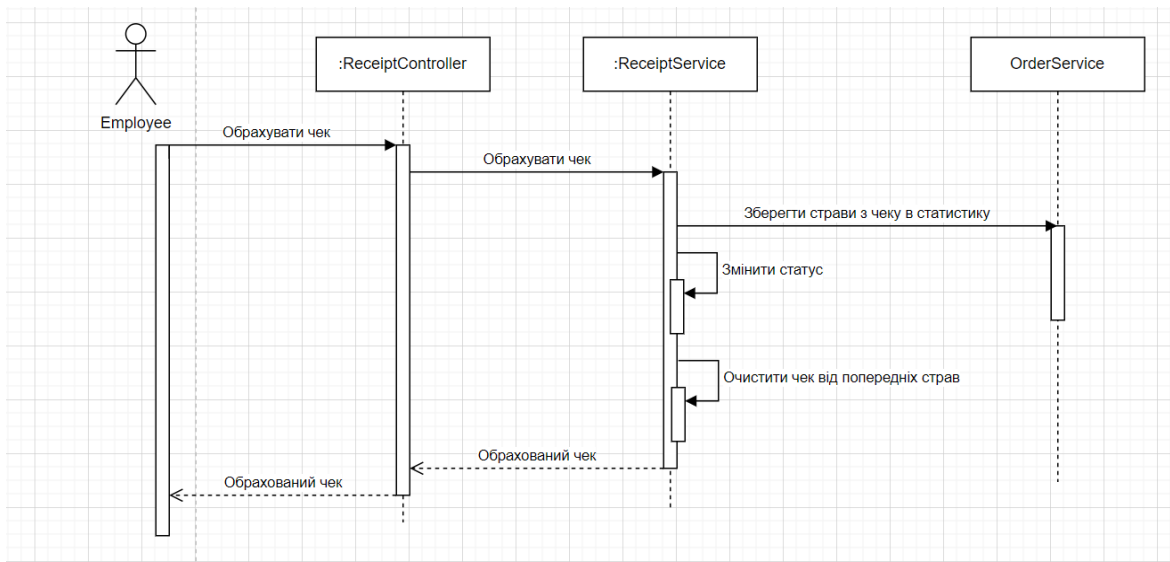 :ReceiptController
:ReceiptService
OrderService
Employee
Обрахувати чек
Обрахувати чек
Зберегти страви з чеку в статистику
Змінити статус
Очистити чек від попередніх страв
Обрахований чек
Обрахований чек